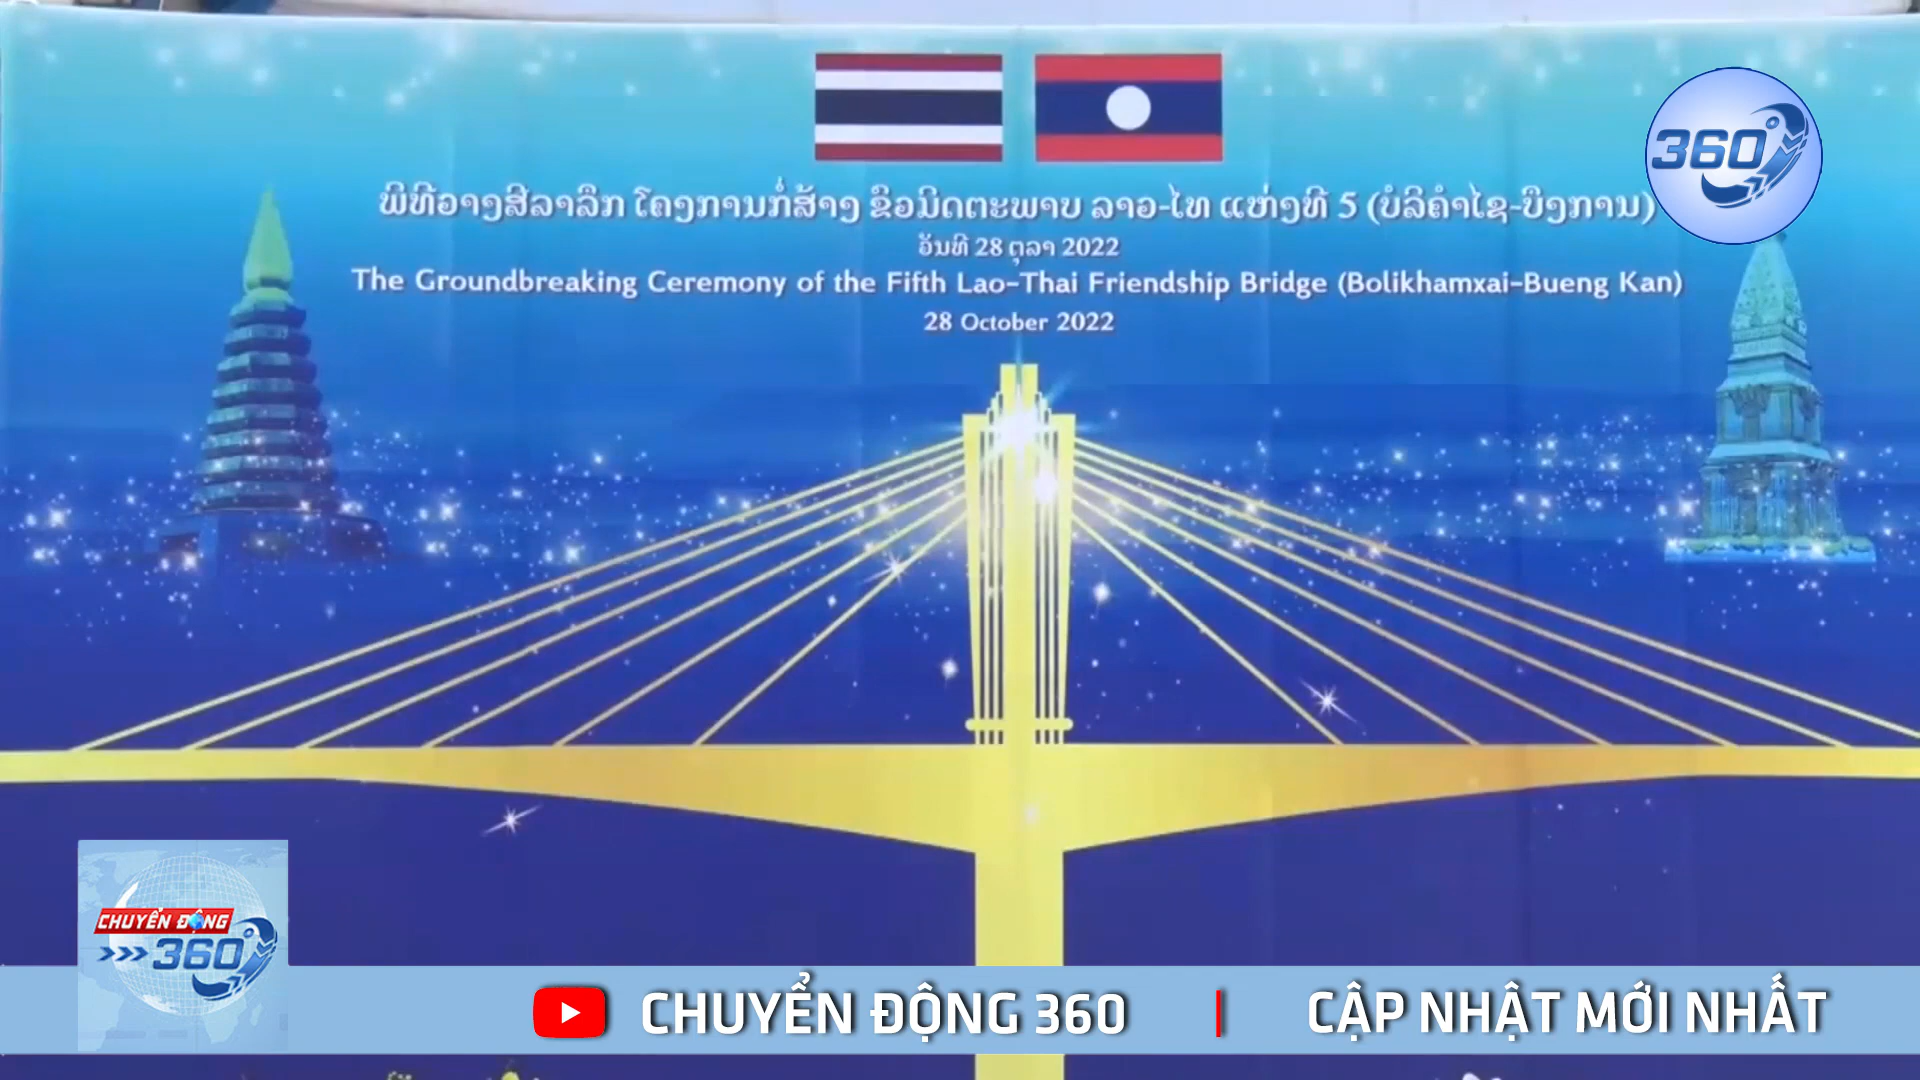 360°
ພິທີວາງສີລາລຶກ ໂຄງການກໍ່ສ້າງ ຂົວມິດຕະພາບ ລາວ-ໄທ ແຫ່ງທີ 5 (ບໍລິຄຳໄຊ-ບຶງການ)
ວັນທີ 28 ຕຸລາ 2022
The Groundbreaking Ceremony of the Fifth Lao-Thai Friendship Bridge (Bolikhamxai-Bueng Kan)
28 October 2022
CHUYỂN ĐỘNG
360°
CHUYỂN ĐỘNG 360 | CẬP NHẬT MỚI NHẤT